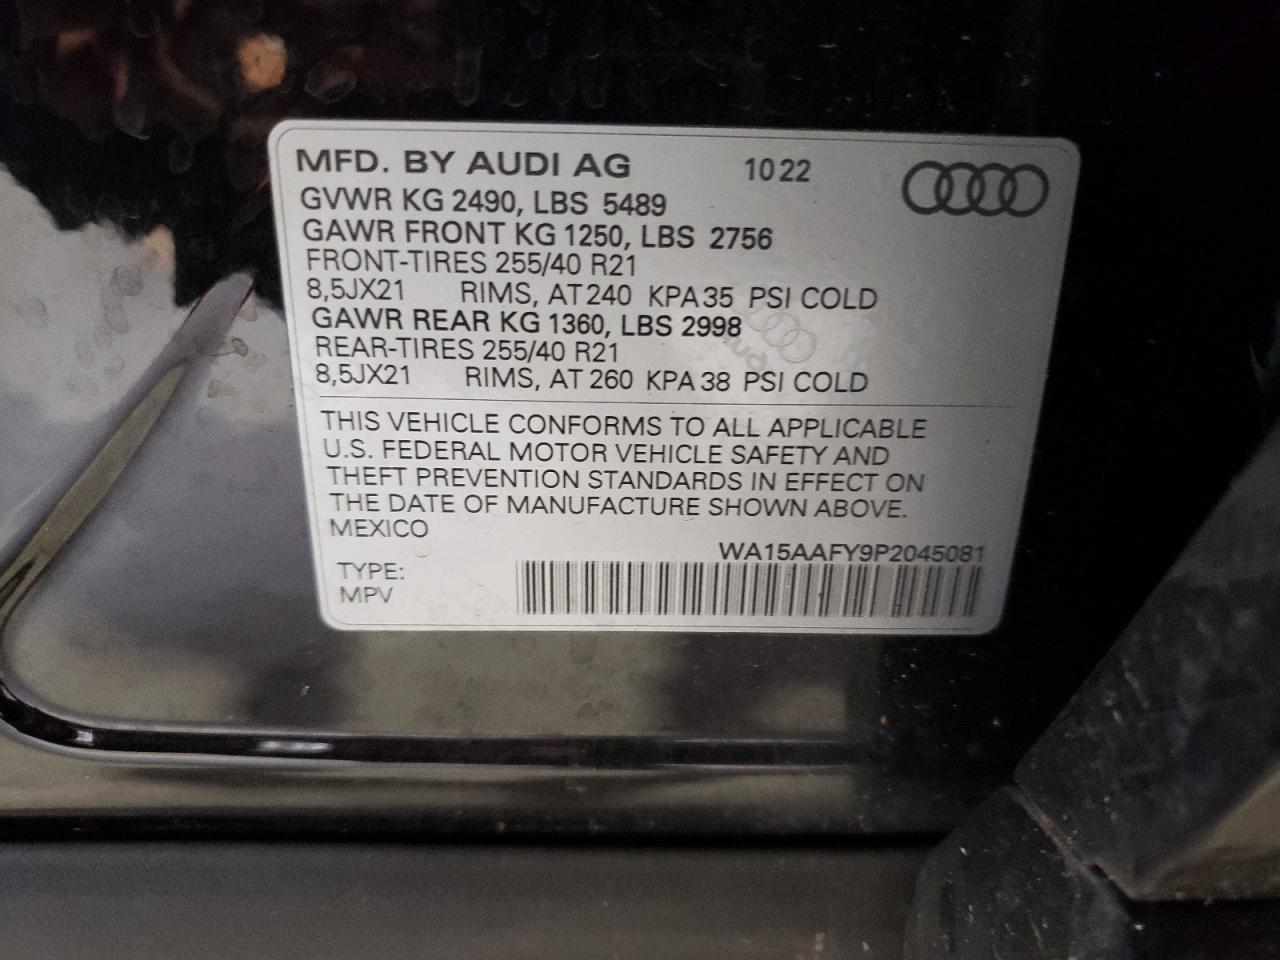 MFD. BY AUDI AG 1022
GVWR KG 2490, LBS 5489
GAWR FRONT KG 1250, LBS 2756
FRONT-TIRES 255/40 R21
8,5JX21 RIMS, AT 240 KPA 35 PSI COLD
GAWR REAR KG 1360, LBS 2998
REAR-TIRES 255/40 R21
8,5JX21 RIMS, AT 260 KPA 38 PSI COLD
THIS VEHICLE CONFORMS TO ALL APPLICABLE
U.S. FEDERAL MOTOR VEHICLE SAFETY AND
THEFT PREVENTION STANDARDS IN EFFECT ON
THE DATE OF MANUFACTURE SHOWN ABOVE.
MEXICO
WA15AAFY9P2045081
TYPE:
MPV